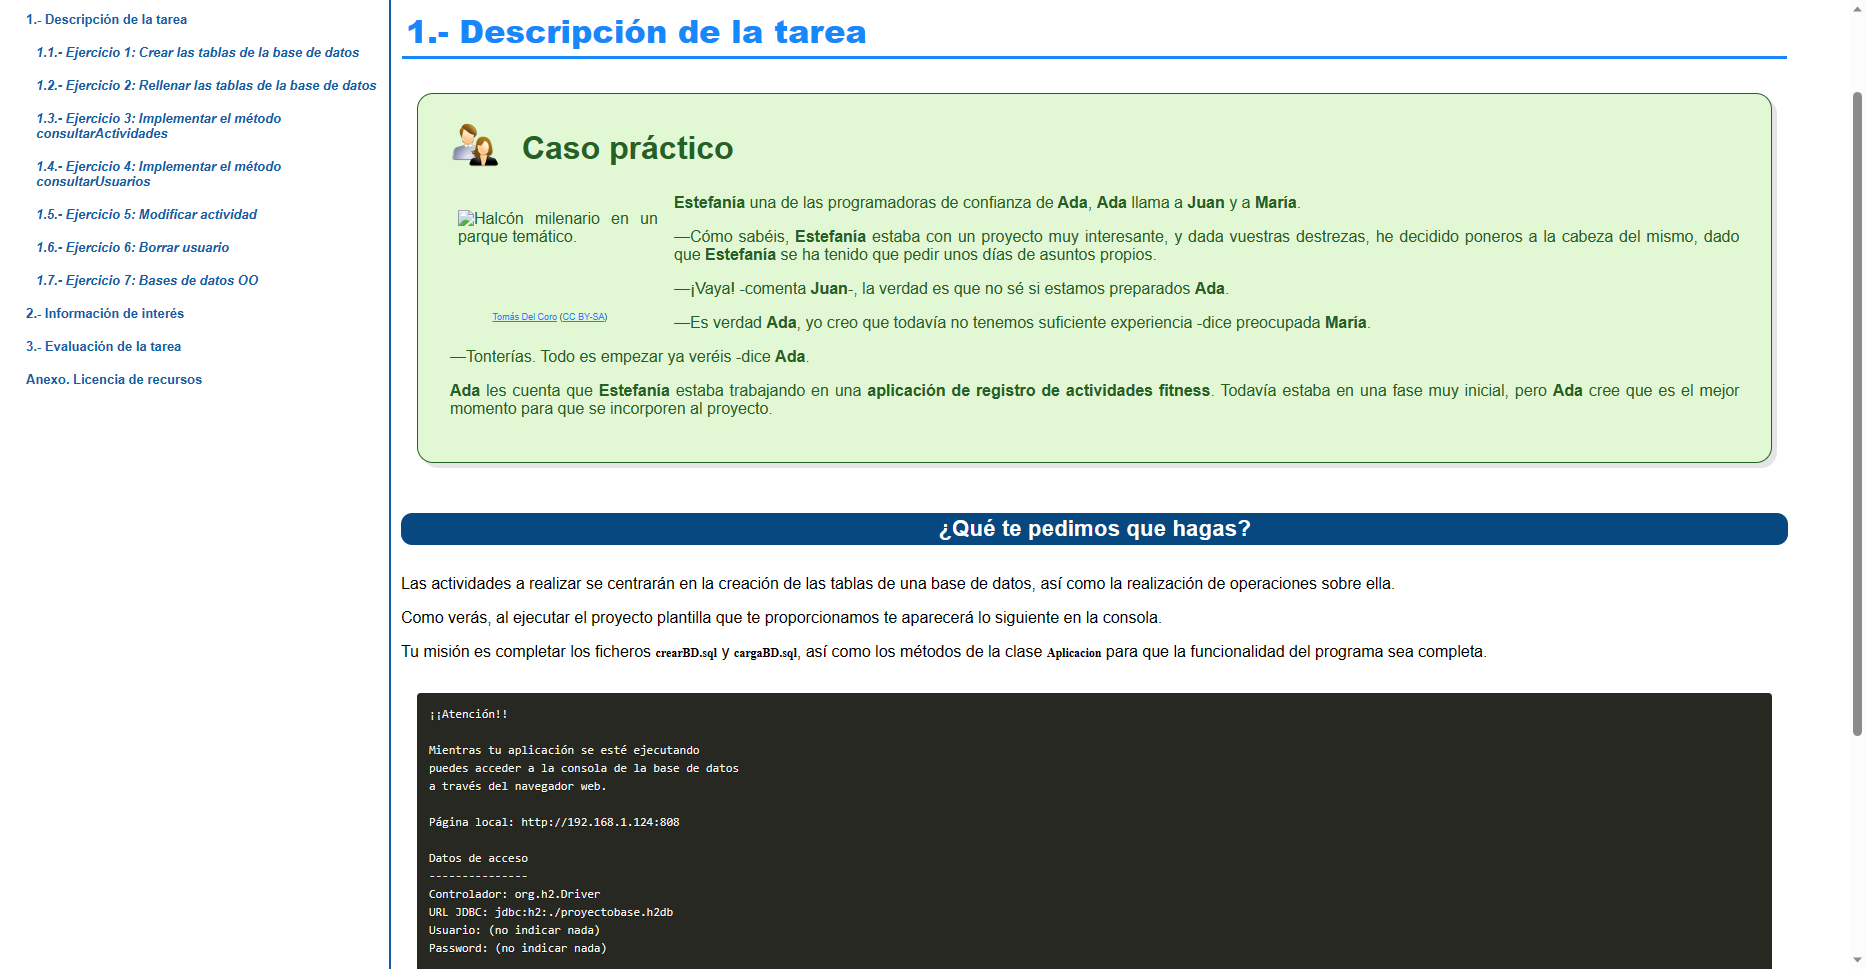 1.- Descripción de la tarea
1.1.- Ejercicio 1: Crear las tablas de la base de datos
1.2.- Ejercicio 2: Rellenar las tablas de la base de datos
1.3.- Ejercicio 3: Implementar el método
consultarActividades
1.4.- Ejercicio 4: Implementar el método
consultarUsuarios
1.5.- Ejercicio 5: Modificar actividad
1.6.- Ejercicio 6: Borrar usuario
1.7.- Ejercicio 7: Bases de datos OO
2.- Información de interés
3.- Evaluación de la tarea
Anexo. Licencia de recursos
1.- Descripción de la tarea
Caso práctico
Halcón milenario en un
parque temático.
Tomás Del Coro (CC BY-SA)
Estefanía una de las programadoras de confianza de Ada, Ada llama a Juan y a María.
—Cómo sabéis, Estefanía estaba con un proyecto muy interesante, y dada vuestras destrezas, he decidido poneros a la cabeza del mismo, dado
que Estefanía se ha tenido que pedir unos días de asuntos propios.
—¡Vaya! -comenta Juan-, la verdad es que no sé si estamos preparados Ada.
—Es verdad Ada, yo creo que todavía no tenemos suficiente experiencia -dice preocupada María.
—Tonterías. Todo es empezar ya veréis -dice Ada.
Ada les cuenta que Estefanía estaba trabajando en una aplicación de registro de actividades fitness. Todavía estaba en una fase muy inicial, pero Ada cree que es el mejor
momento para que se incorporen al proyecto.
¿Qué te pedimos que hagas?
Las actividades a realizar se centrarán en la creación de las tablas de una base de datos, así como la realización de operaciones sobre ella.
Como verás, al ejecutar el proyecto plantilla que te proporcionamos te aparecerá lo siguiente en la consola.
Tu misión es completar los ficheros crearBD.sql y cargaBD.sql, así como los métodos de la clase Aplicacion para que la funcionalidad del programa sea completa.
¡¡Atención!!
Mientras tu aplicación se esté ejecutando
puedes acceder a la consola de la base de datos
a través del navegador web.
Página local: http://192.168.1.124:808
Datos de acceso
---------------
Controlador: org.h2.Driver
URL JDBC: jdbc:h2:./proyectobase.h2db
Usuario: (no indicar nada)
Password: (no indicar nada)